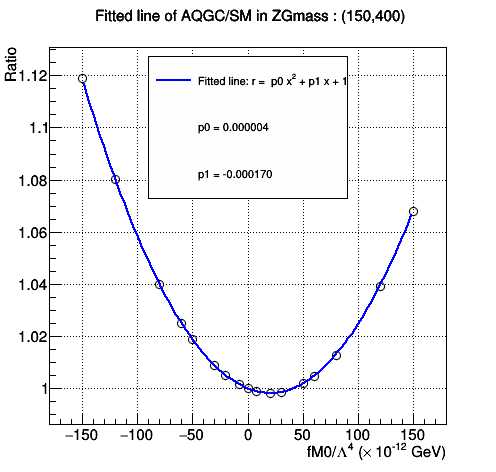 Fitted line of AQGC/SM in ZGmass : (150,400)
Ratio
Fitted line: r = p0 x² + p1 x + 1
p0 = 0.000004
p1 = -0.000170
1.12
1.1
1.08
1.06
1.04
1.02
1
−150 −100 −50 0 50 100 150
fM0/Λ⁴ (× 10⁻¹² GeV)